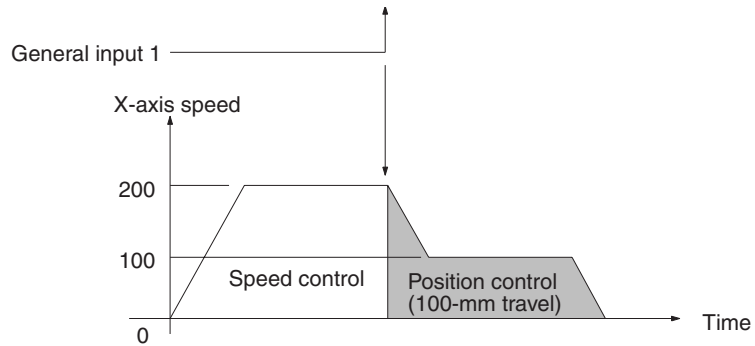 General input 1
X-axis speed
200
100
Speed control
Position control
(100-mm travel)
0
Time